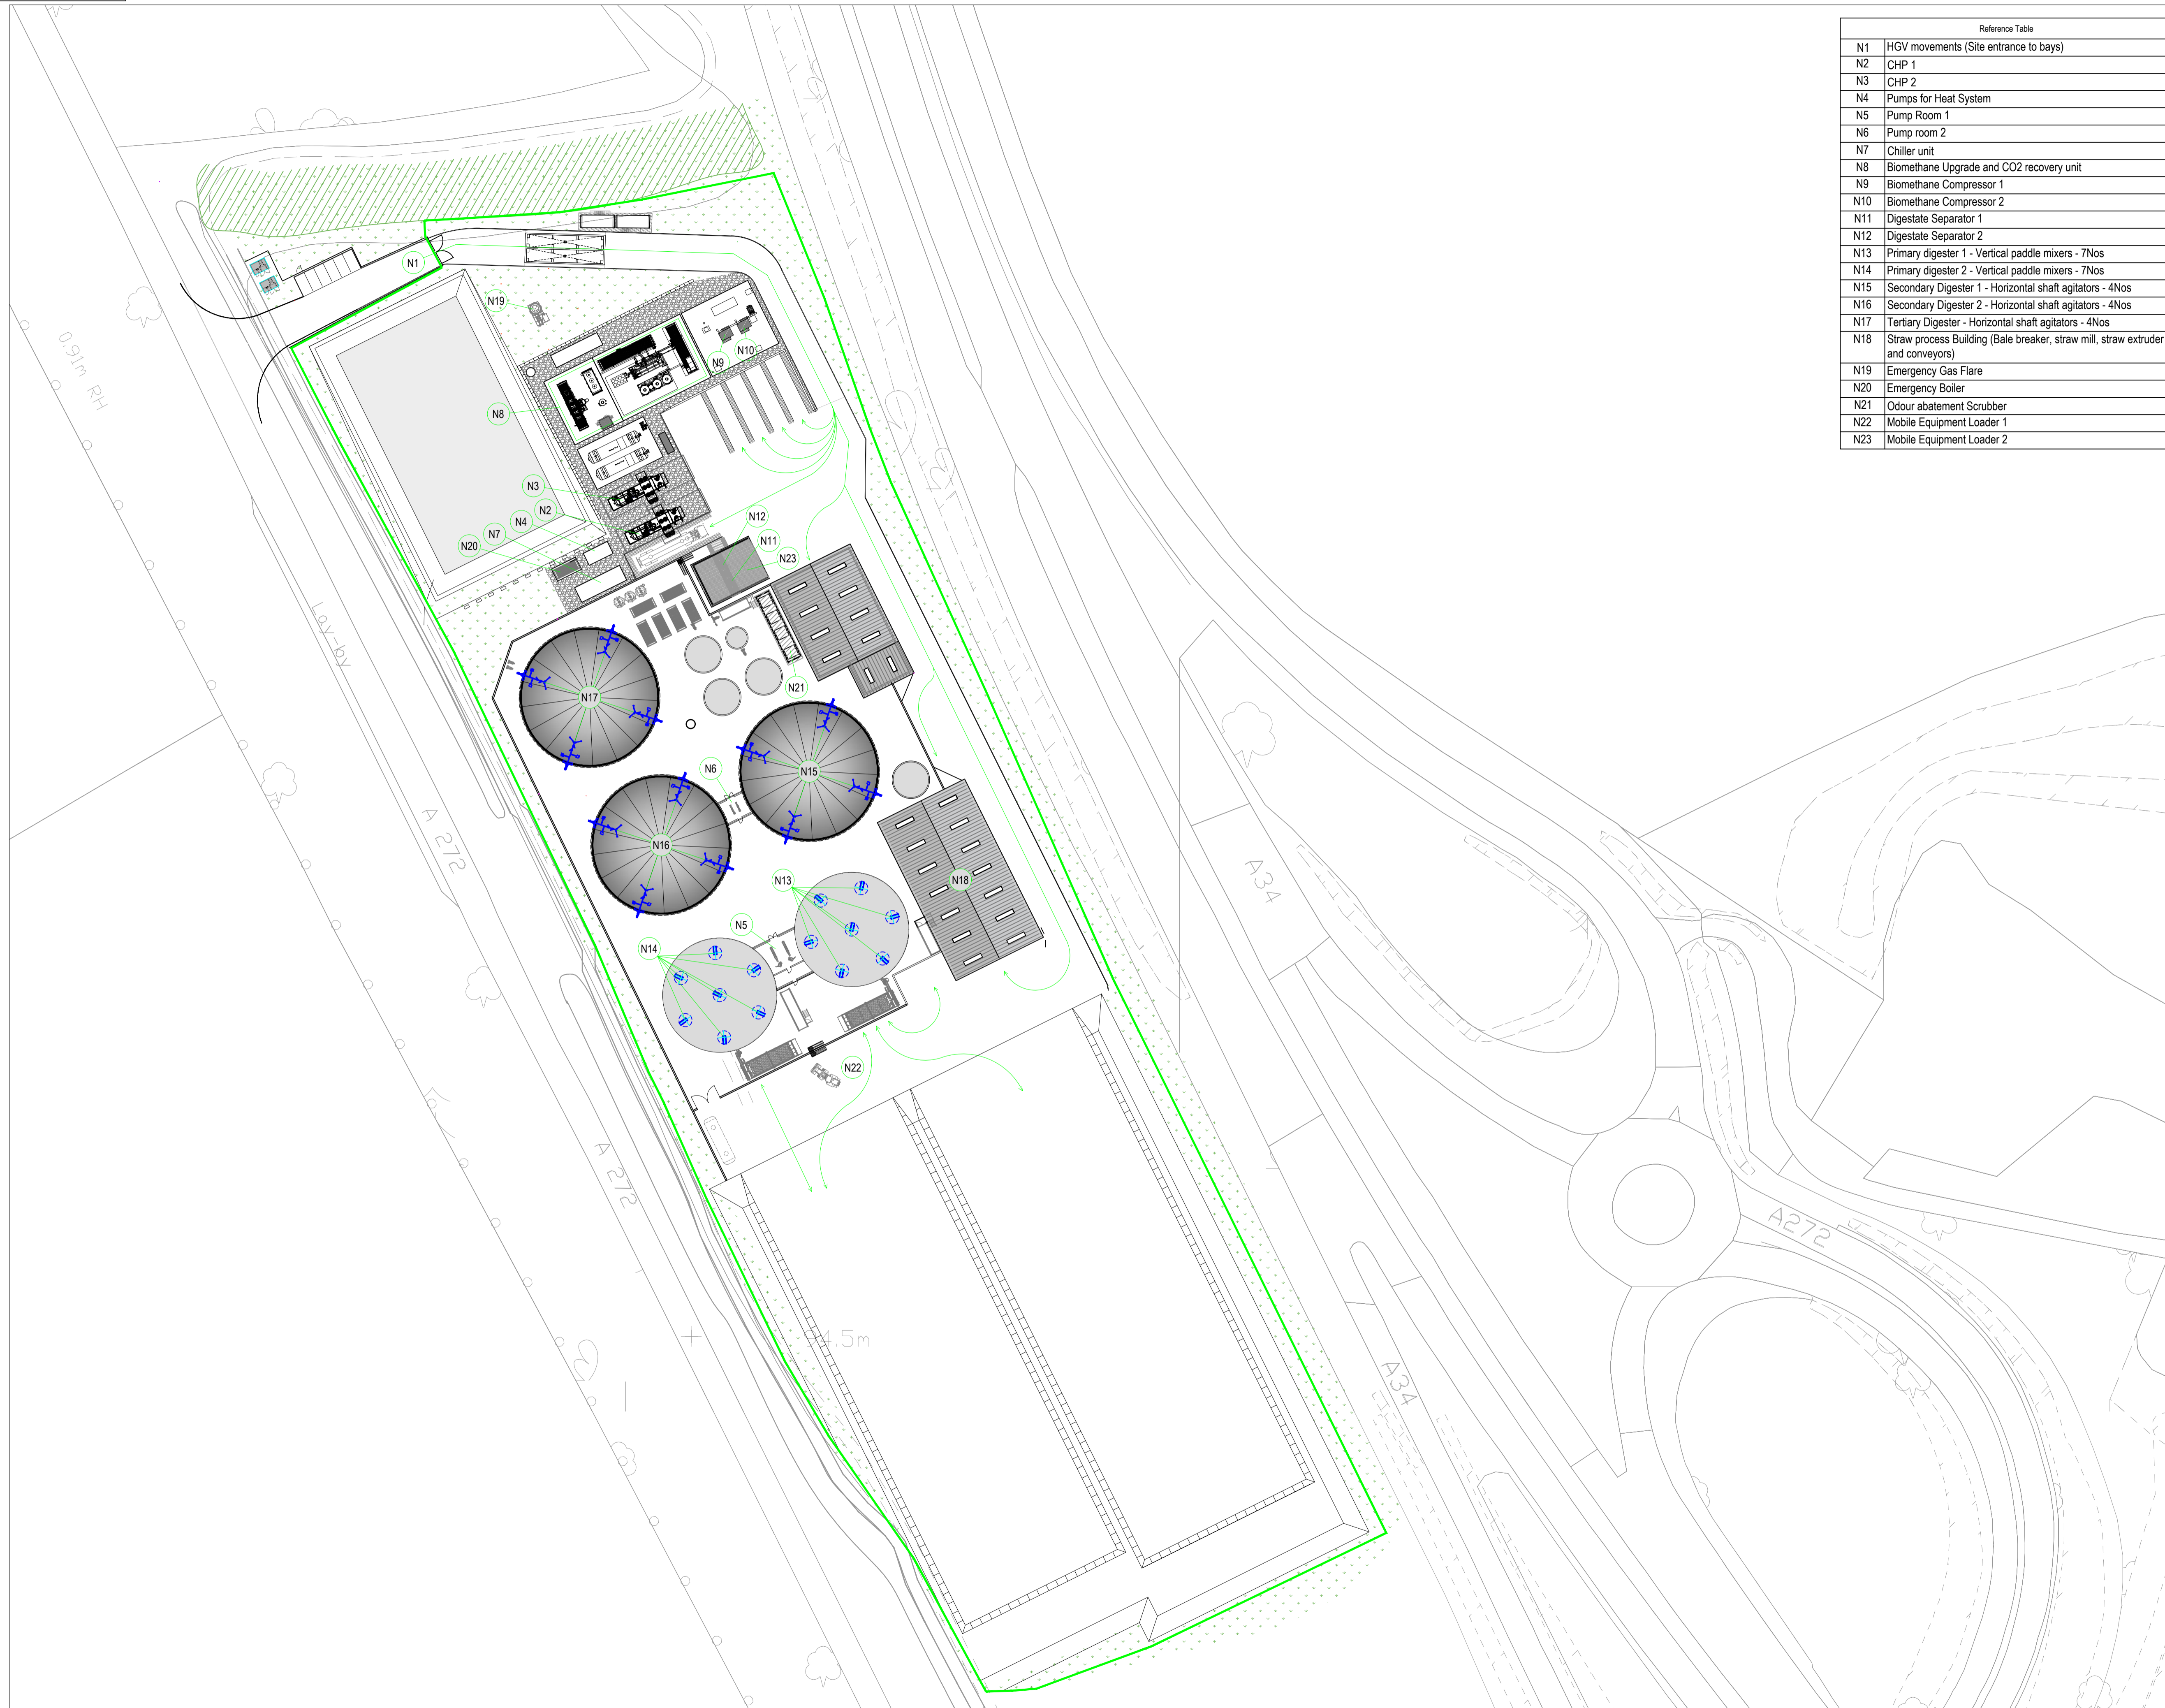 Reference Table
N1 HGV movements (Site entrance to bays)
N2 CHP 1
N3 CHP 2
N4 Pumps for Heat System
N5 Pump Room 1
N6 Pump room 2
N7 Chiller unit
N8 Biomethane Upgrade and CO2 recovery unit
N9 Biomethane Compressor 1
N10 Biomethane Compressor 2
N11 Digestate Separator 1
N12 Digestate Separator 2
N13 Primary digester 1 - Vertical paddle mixers - 7Nos
N14 Primary digester 2 - Vertical paddle mixers - 7Nos
N15 Secondary Digester 1 - Horizontal shaft agitators - 4Nos
N16 Secondary Digester 2 - Horizontal shaft agitators - 4Nos
N17 Tertiary Digester - Horizontal shaft agitators - 4Nos
N18 Straw process Building (Bale breaker, straw mill, straw extruder
and conveyors)
N19 Emergency Gas Flare
N20 Emergency Boiler
N21 Odour abatement Scrubber
N22 Mobile Equipment Loader 1
N23 Mobile Equipment Loader 2
N1
N19
0.91m RH
N9
N10
N8
N3
N2
N4
N7
N20
N12
N11
N23
Lay-by
N21
N17
N6
N15
A 272
N16
N13
N18
A34
N5
N14
N22
A 272
A272
94.5m
A34